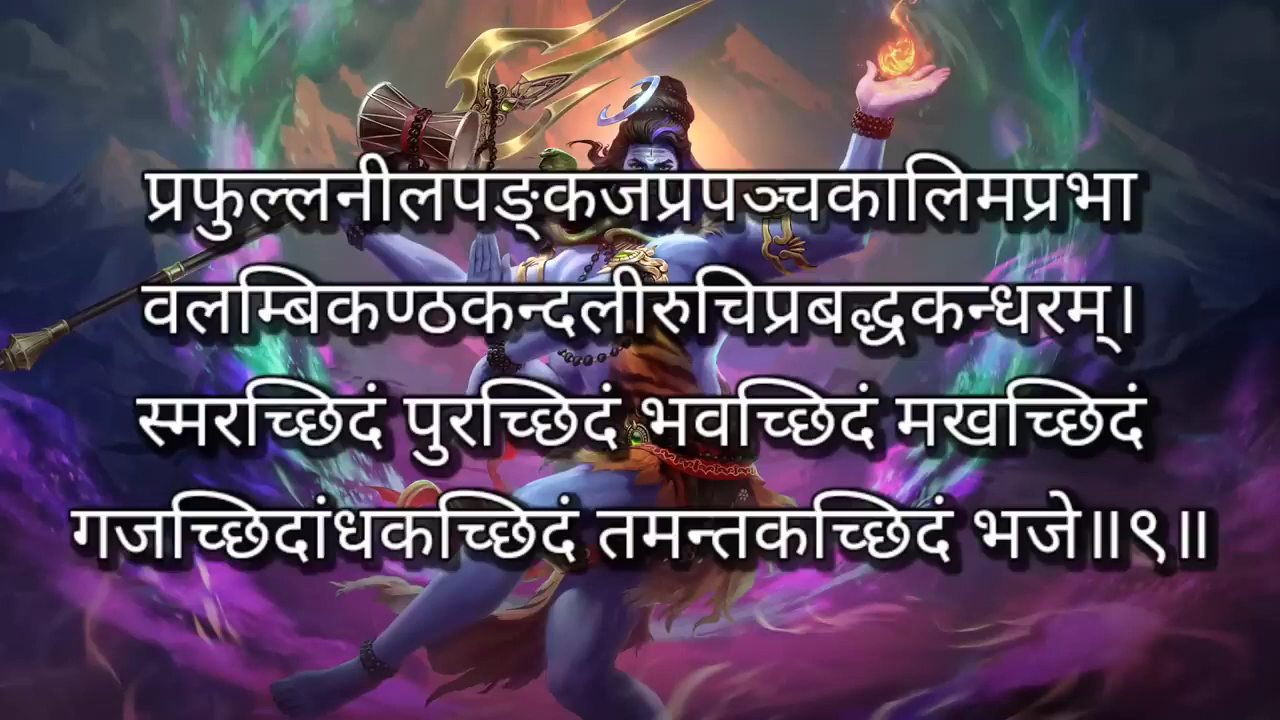 प्रफुल्लनीलपङ्कजप्रपञ्चकालिमप्रभा
वलम्बिकण्ठकन्दलीरुचिप्रबद्धकन्धरम्।
स्मरच्छिदं पुरच्छिदं भवच्छिदं मखच्छिदं
गजच्छिदांधकच्छिदं तमन्तकच्छिदं भजे॥९॥